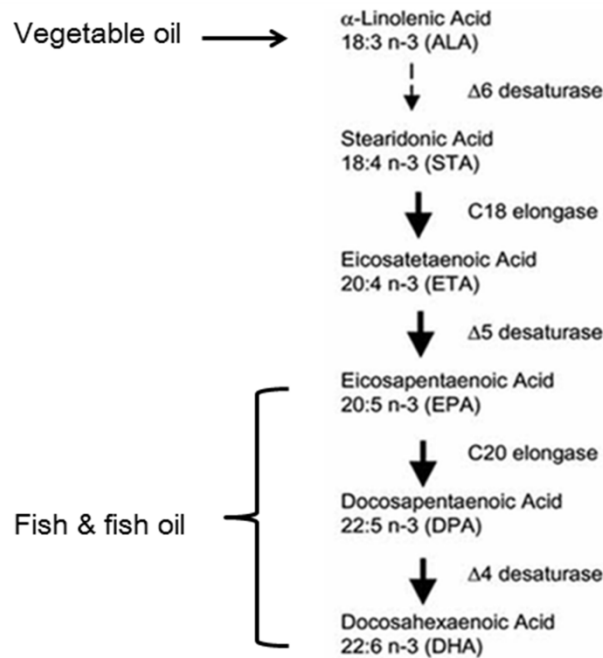 Vegetable oil
α-Linolenic Acid
18:3 n-3 (ALA)
Δ6 desaturase
Stearidonic Acid
18:4 n-3 (STA)
C18 elongase
Eicosatetaenoic Acid
20:4 n-3 (ETA)
Δ5 desaturase
Eicosapentaenoic Acid
20:5 n-3 (EPA)
C20 elongase
Fish & fish oil
Docosapentaenoic Acid
22:5 n-3 (DPA)
Δ4 desaturase
Docosahexaenoic Acid
22:6 n-3 (DHA)